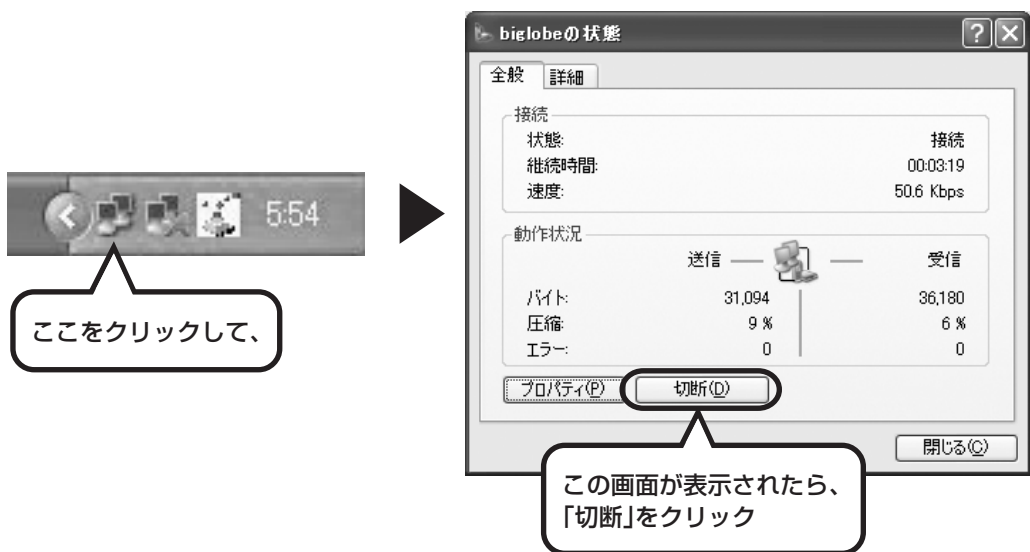 biglobeの状態
全般 詳細
接続
状態: 接続
継続時間: 00:03:19
速度: 50.6 Kbps
5:54
動作状況
送信 受信
ここをクリックして、
バイト: 31,094 36,180
圧縮: 9 % 6 %
エラー: 0 0
プロパティ(P) 切断(D)
閉じる(C)
この画面が表示されたら、
「切断」をクリック